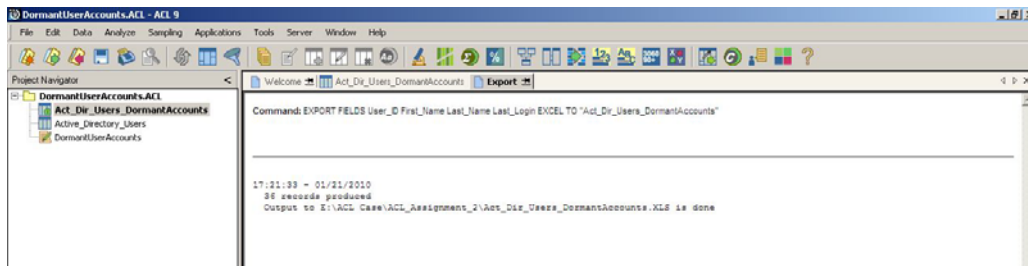 DormantUserAccounts.ACL - ACL 9
File Edit Data Analyze Sampling Applications Tools Server Window Help
Project Navigator <
Welcome Act_Dir_Users_DormantAccounts Export
DormantUserAccounts.ACL
Act_Dir_Users_DormantAccounts
Active_Directory_Users
DormantUserAccounts
Command: EXPORT FIELDS User_ID First_Name Last_Name Last_Login EXCEL TO "Act_Dir_Users_DormantAccounts"
17:21:33 - 01/21/2010
36 records produced
Output to E:\ACL Case\ACL_Assignment_2\Act_Dir_Users_DormantAccounts.XLS is done